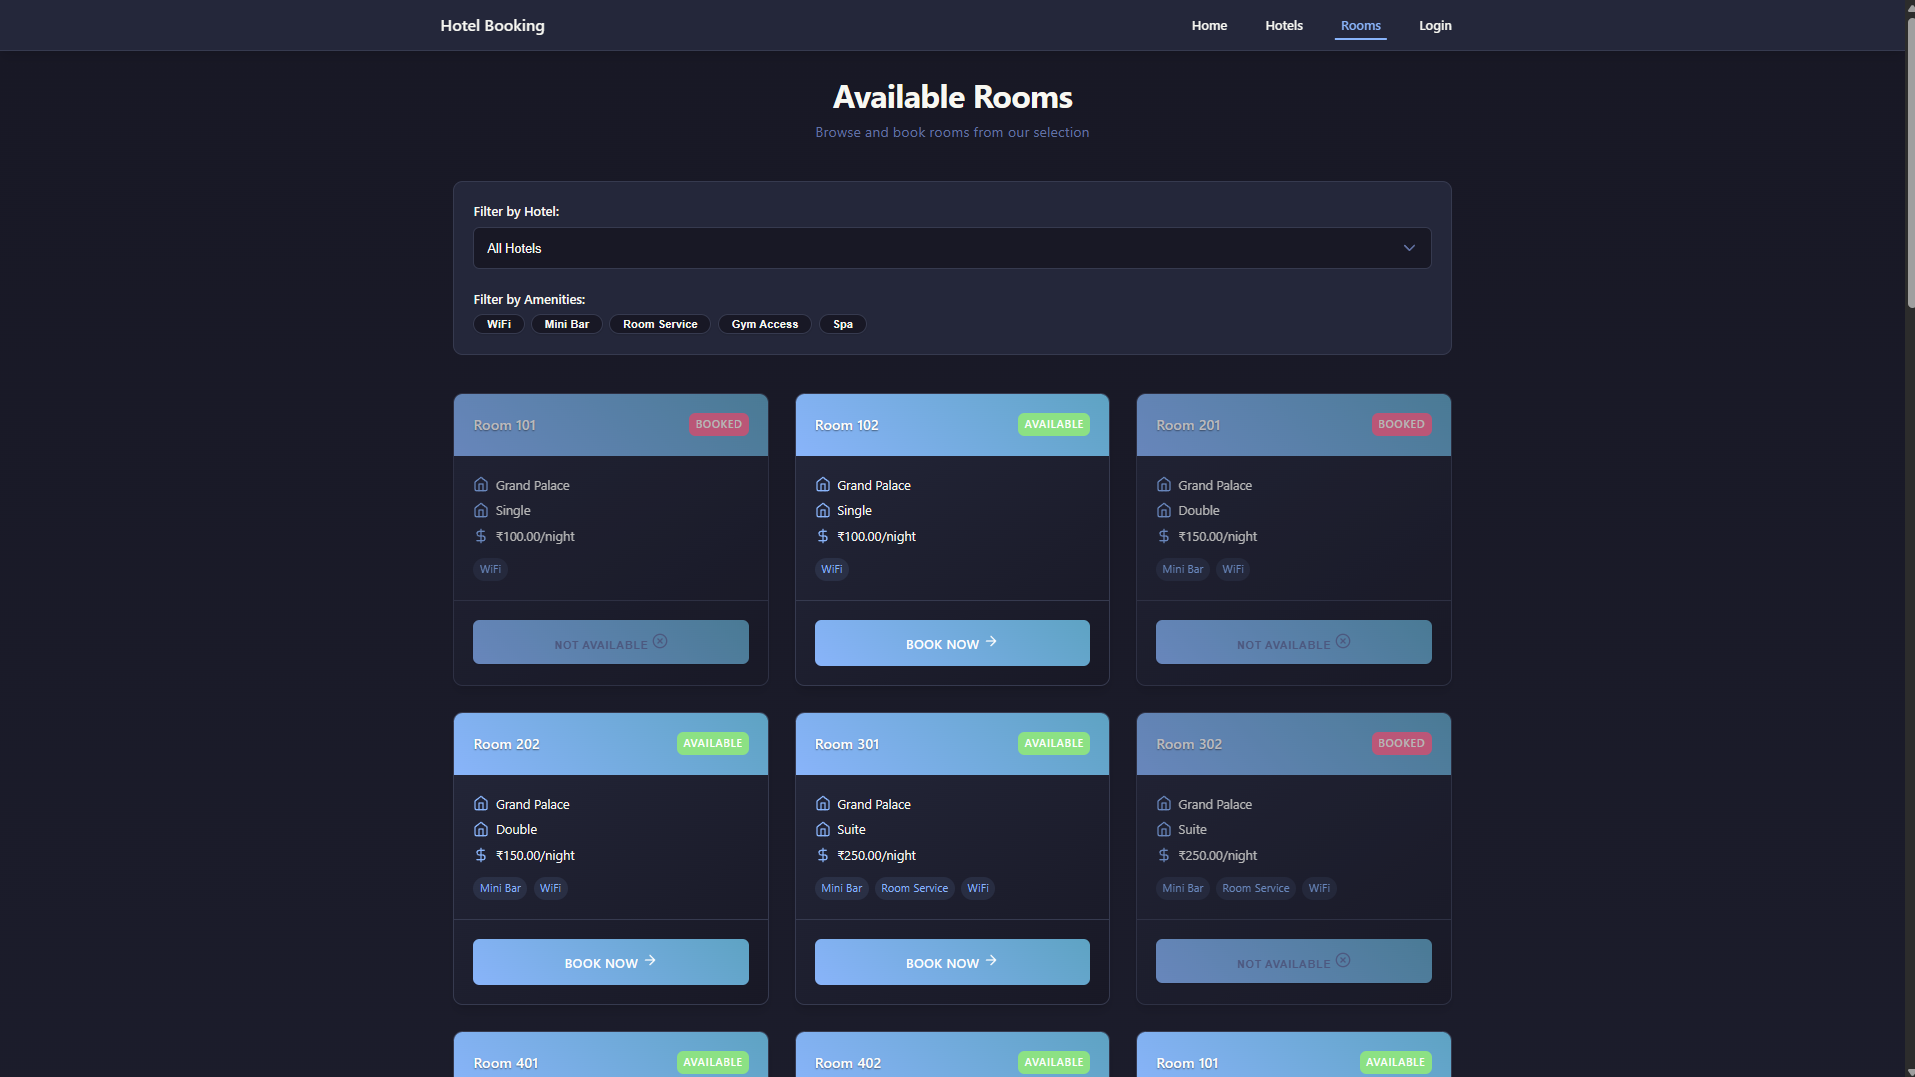 Hotel Booking
Home
Hotels
Rooms
Login
Available Rooms
Browse and book rooms from our selection
Filter by Hotel:
All Hotels
Filter by Amenities:
WiFi
Mini Bar
Room Service
Gym Access
Spa
Room 101
BOOKED
Grand Palace
Single
₹100.00/night
WiFi
NOT AVAILABLE
Room 102
AVAILABLE
Grand Palace
Single
₹100.00/night
WiFi
BOOK NOW
Room 201
BOOKED
Grand Palace
Double
₹150.00/night
Mini Bar
WiFi
NOT AVAILABLE
Room 202
AVAILABLE
Grand Palace
Double
₹150.00/night
Mini Bar
WiFi
BOOK NOW
Room 301
AVAILABLE
Grand Palace
Suite
₹250.00/night
Mini Bar
Room Service
WiFi
BOOK NOW
Room 302
BOOKED
Grand Palace
Suite
₹250.00/night
Mini Bar
Room Service
WiFi
NOT AVAILABLE
Room 401
AVAILABLE
Room 402
AVAILABLE
Room 101
AVAILABLE